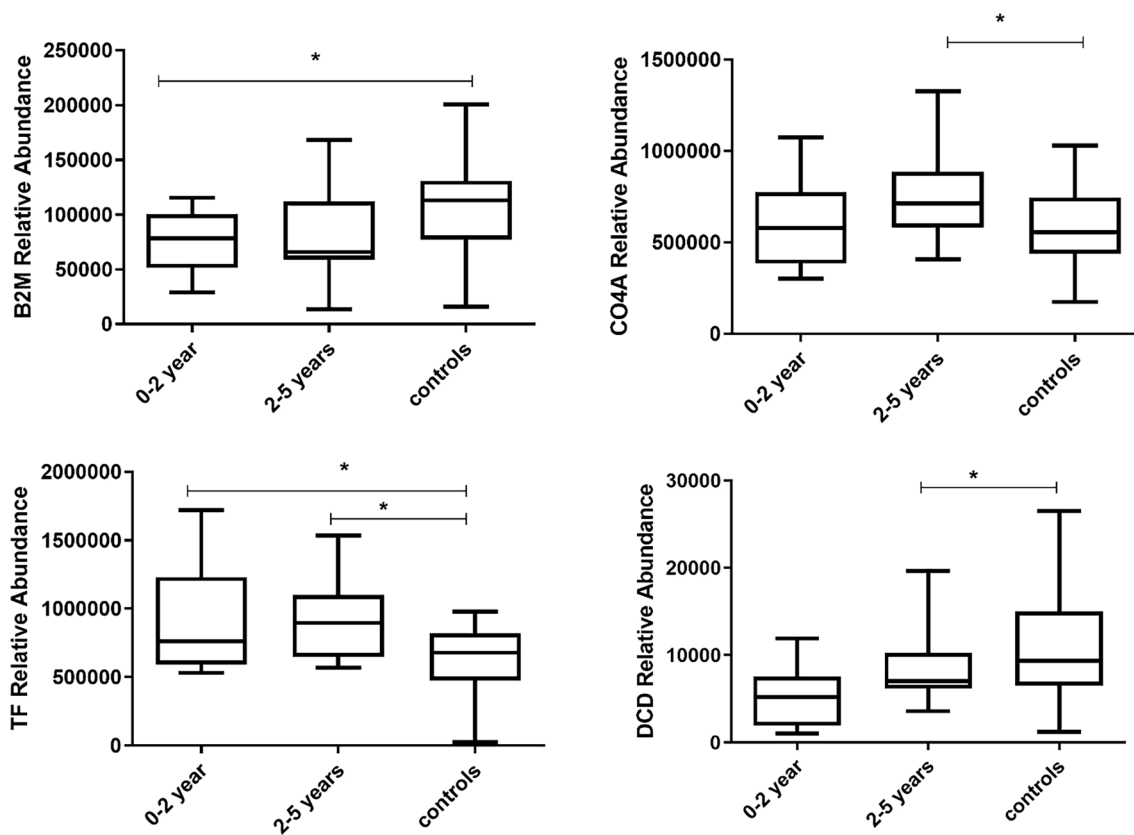 B2M Relative Abundance
250000
200000
150000
100000
50000
0
*
0-2 year
2-5 years
controls
CO4A Relative Abundance
1500000
1000000
500000
0
*
0-2 year
2-5 years
controls
TF Relative Abundance
2000000
1500000
1000000
500000
0
*
*
0-2 year
2-5 years
controls
DCD Relative Abundance
30000
20000
10000
0
*
0-2 year
2-5 years
controls